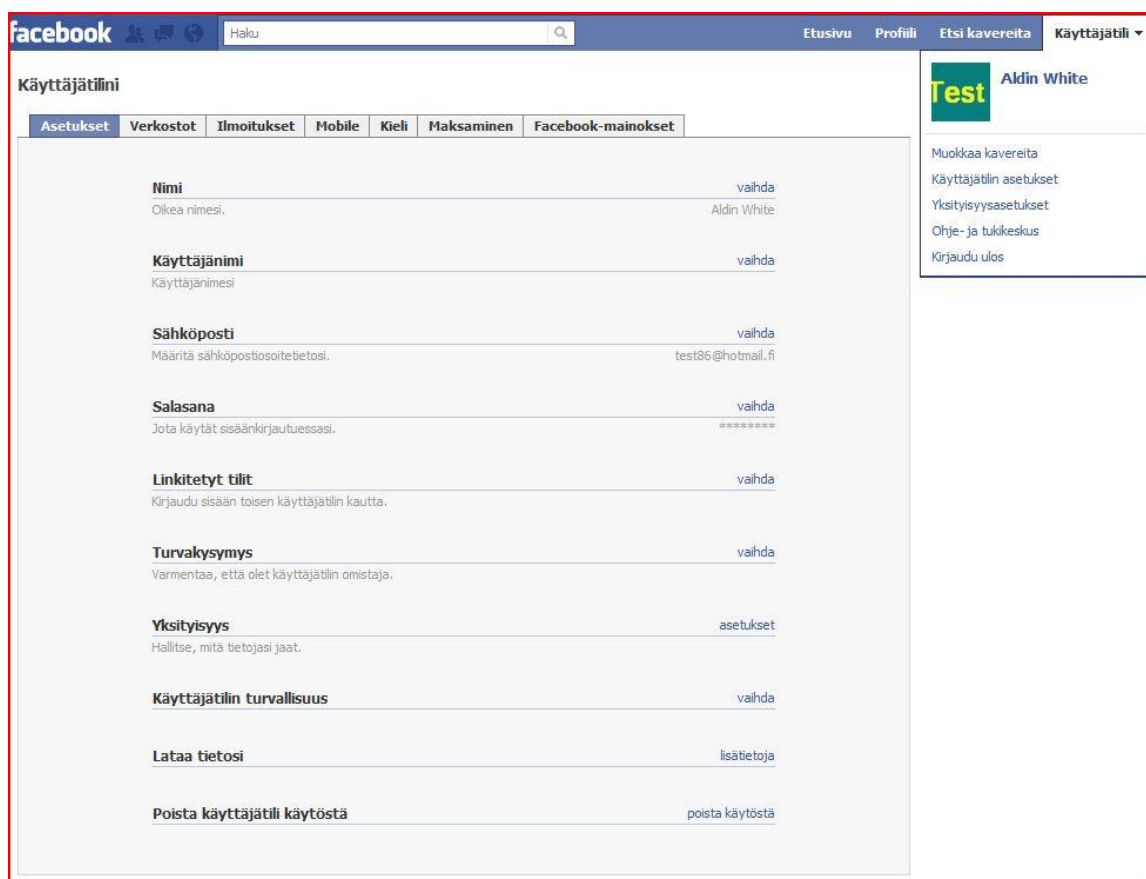 facebook
Haku
Etusivu Profiili Etsi kavereita Käyttäjätili
Test
Aldin White
Muokkaa kavereita
Käyttäjätilin asetukset
Yksityisyysasetukset
Ohje- ja tukikeskus
Kirjaudu ulos
Käyttäjätilini
Asetukset Verkostot Ilmoitukset Mobile Kieli Maksaminen Facebook-mainokset
Nimi vaihda
Oikea nimesi. Aldin White
Käyttäjänimi vaihda
Käyttäjänimesi
Sähköposti vaihda
Määritä sähköpostiosoitetietosi. test86@hotmail.fi
Salasana vaihda
Jota käytät sisäänkirjautuessasi. ********
Linkitetyt tilit vaihda
Kirjaudu sisään toisen käyttäjätilin kautta.
Turvakysymys vaihda
Varmentaa, että olet käyttäjätilin omistaja.
Yksityisyys asetukset
Hallitse, mitä tietojasi jaat.
Käyttäjätilin turvallisuus vaihda
Lataa tietosi lisätietoja
Poista käyttäjätili käytöstä poista käytöstä